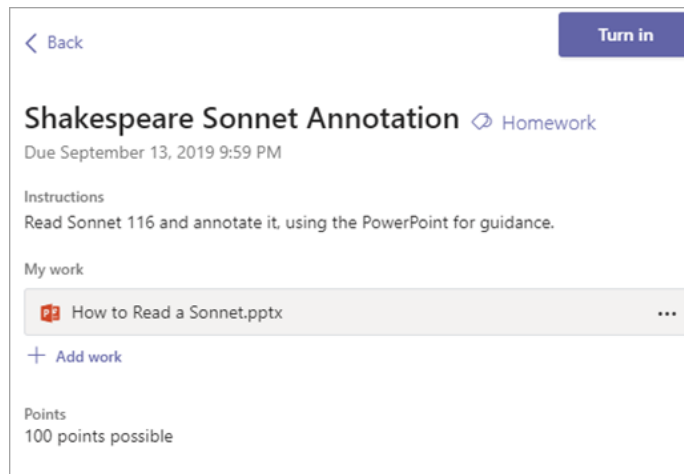 Back
Turn in
Shakespeare Sonnet Annotation Homework
Due September 13, 2019 9:59 PM
Instructions
Read Sonnet 116 and annotate it, using the PowerPoint for guidance.
My work
How to Read a Sonnet.pptx
Add work
Points
100 points possible